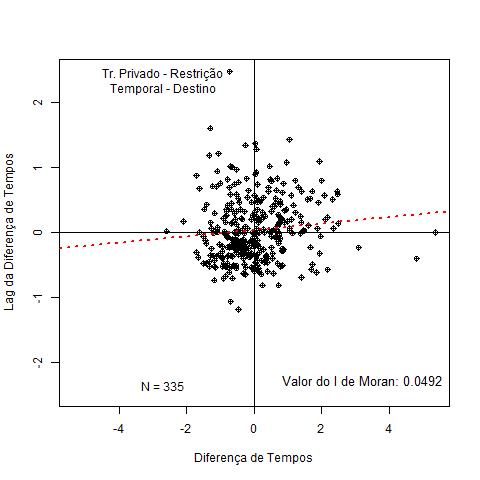 Tr. Privado - Restrição
Temporal - Destino
2
1
0
-1
-2
Lag da Diferença de Tempos
N = 335
Valor do I de Moran: 0.0492
-4
-2
0
2
4
Diferença de Tempos